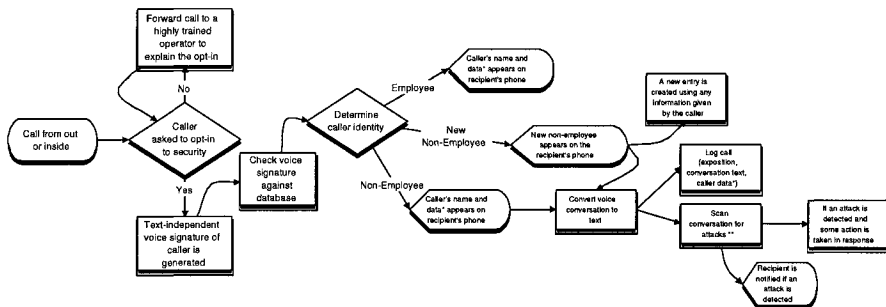 Forward call to a
highly trained
operator to
explain the opt-in
No
Call from out
or inside
Caller
asked to opt-in
to security
Yes
Text-independent
voice signature of
caller is
generated
Check voice
signature
against
database
Determine
caller identity
Employee
Caller's name and
data* appears on
recipient's phone
New
Non-Employee
New non-employee
appears on the
recipient's phone
A new entry is
created using any
information given
by the caller
Non-Employee
Caller's name and
data* appears on
recipient's phone
Convert voice
conversation to
text
Log call
(exposition,
conversation text,
caller data*)
Scan
conversation for
attacks **
If an attack is
detected and
some action is
taken in response
Recipient is
notified if an
attack is
detected